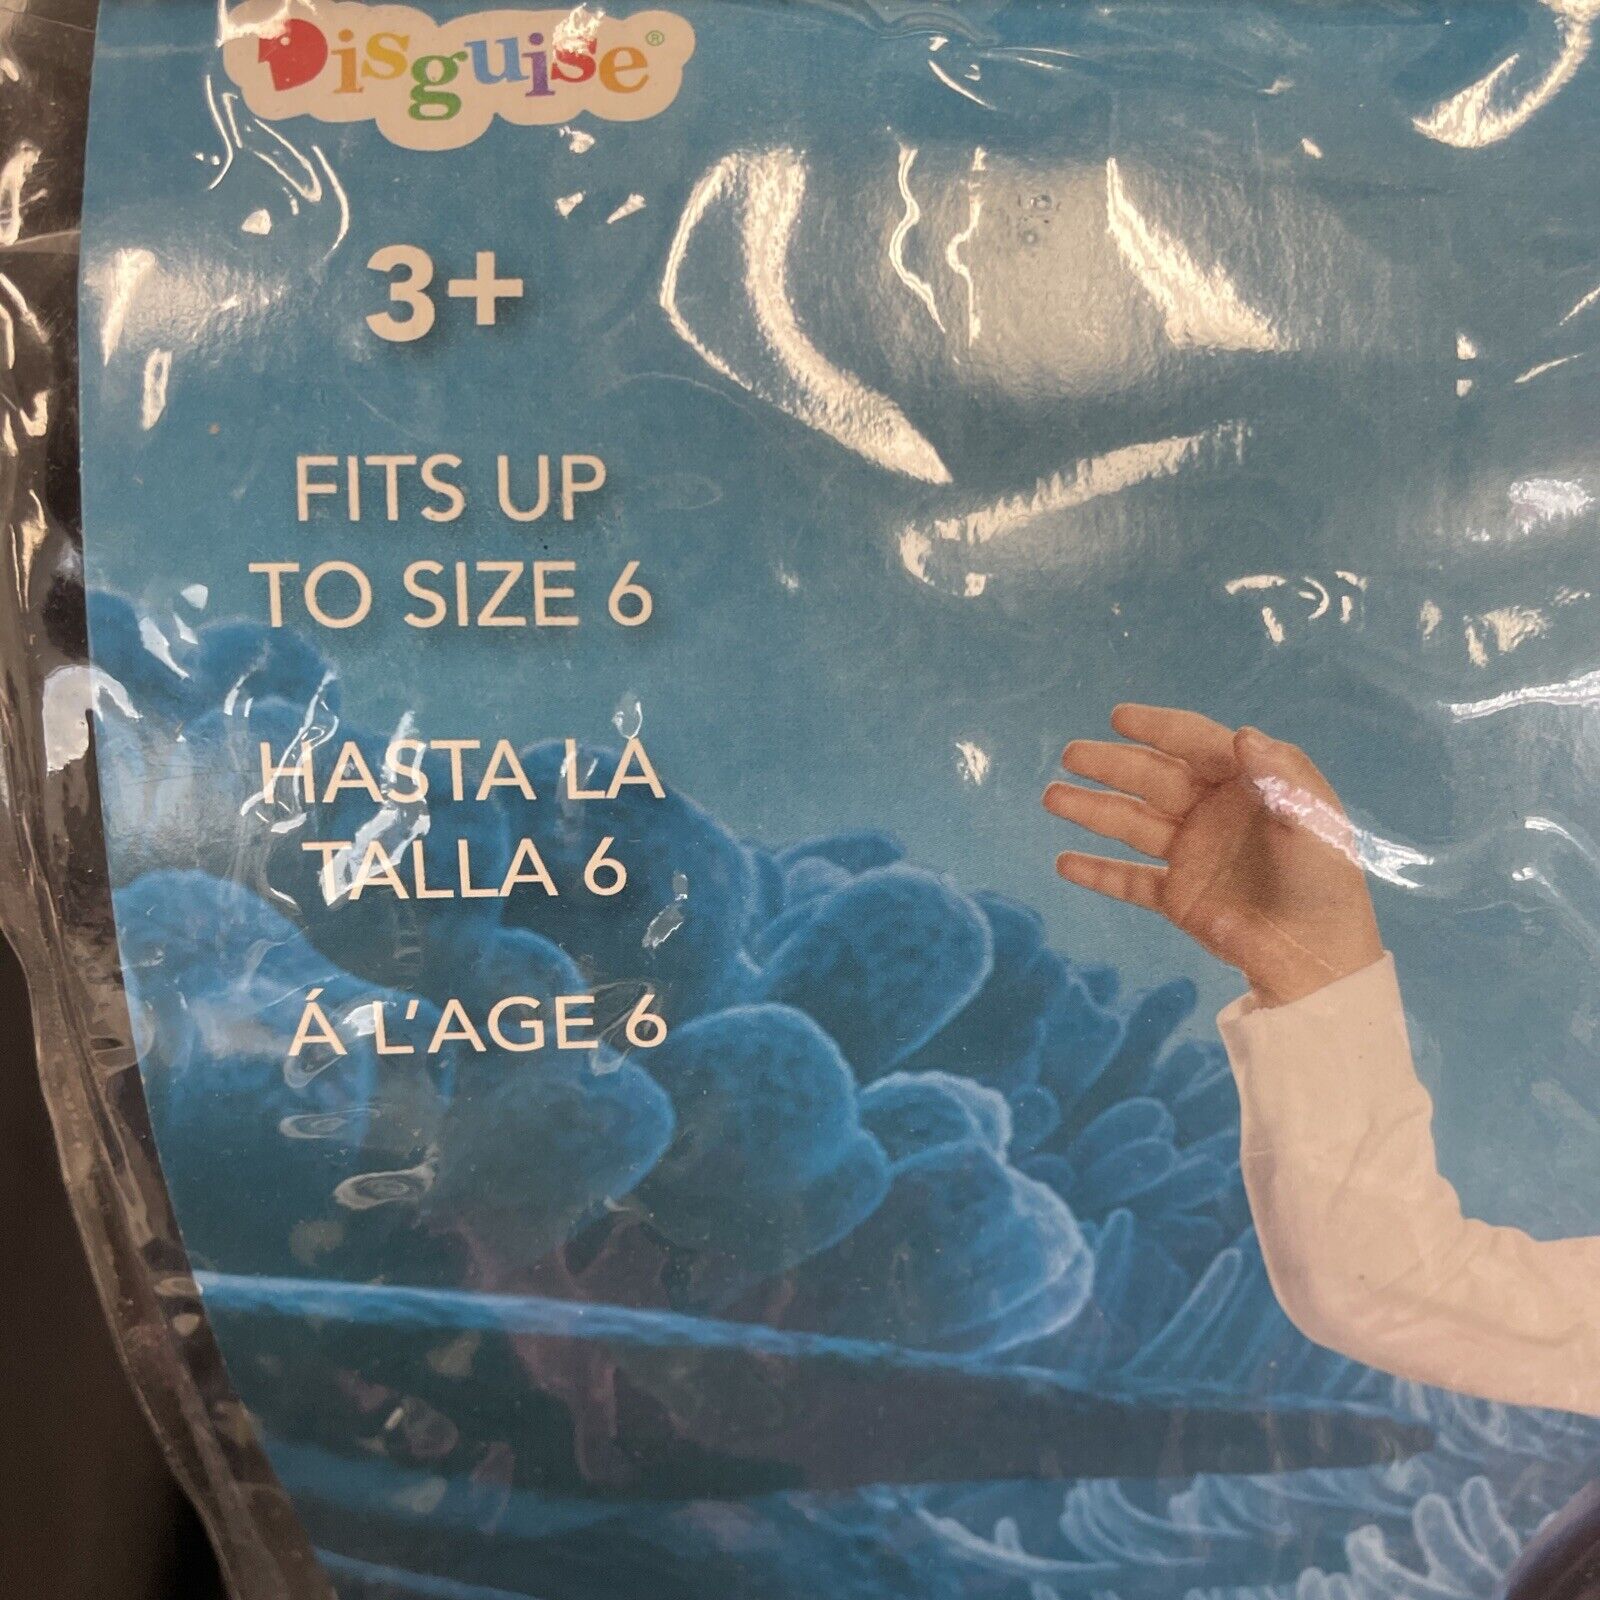 Disguise®
3+
FITS UP
TO SIZE 6
HASTA LA
TALLA 6
Á L'AGE 6